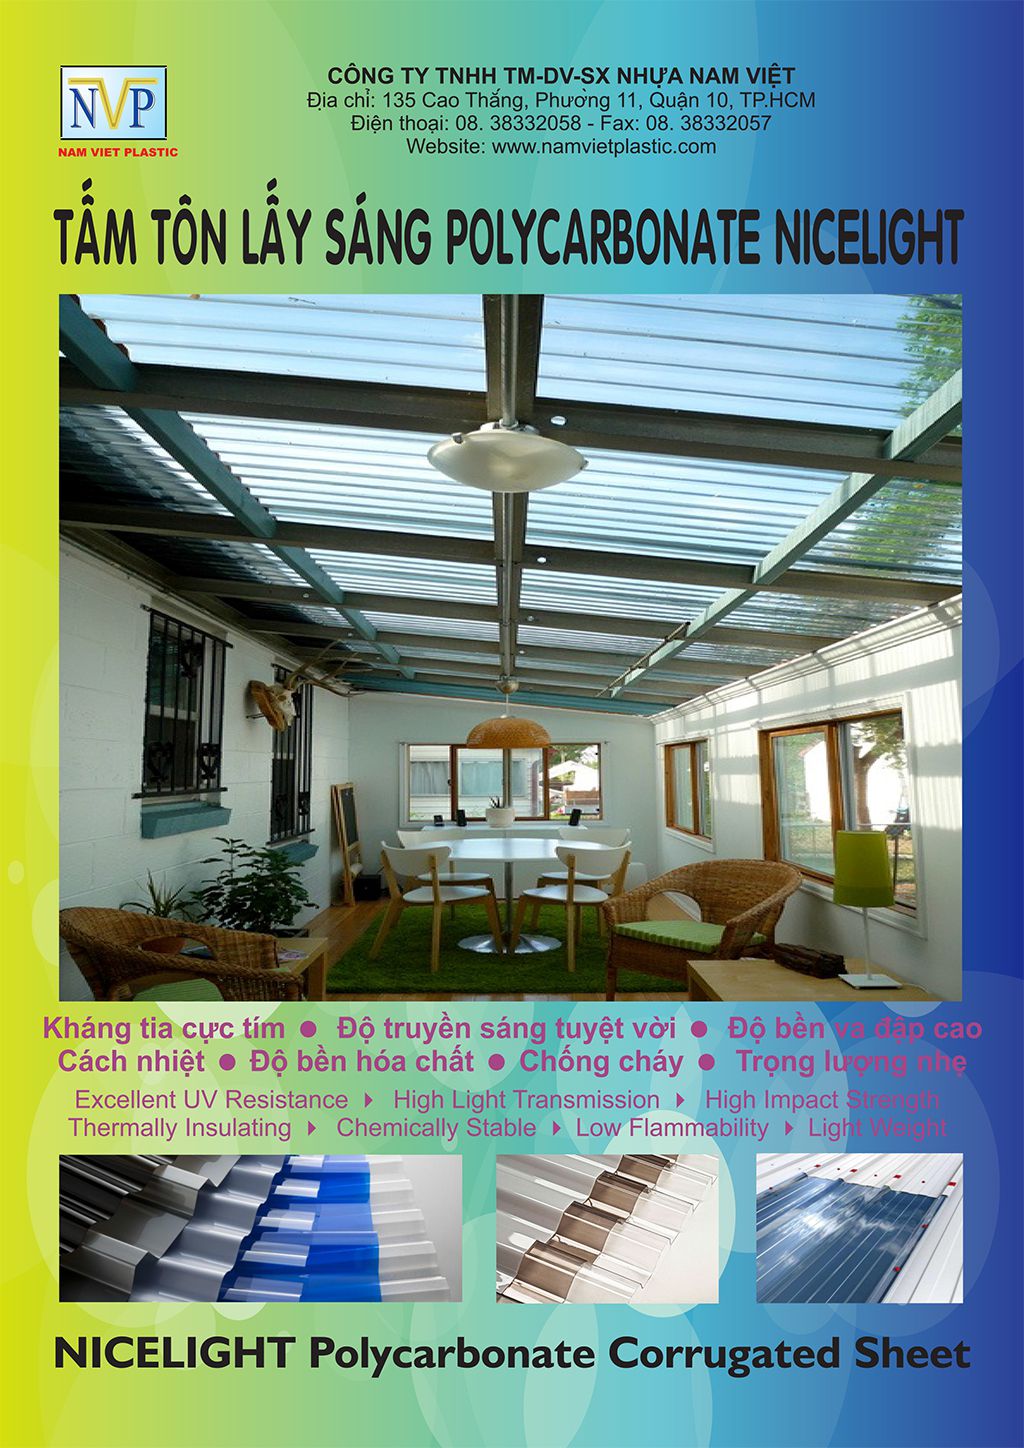 NVP
NAM VIET PLASTIC
CÔNG TY TNHH TM-DV-SX NHỰA NAM VIỆT
Địa chỉ: 135 Cao Thắng, Phường 11, Quận 10, TP.HCM
Điện thoại: 08. 38332058 - Fax: 08. 38332057
Website: www.namvietplastic.com
TẤM TÔN LẤY SÁNG POLYCARBONATE NICELIGHT
Kháng tia cực tím ● Độ truyền sáng tuyệt vời ● Độ bền va đập cao
Cách nhiệt ● Độ bền hóa chất ● Chống cháy ● Trọng lượng nhẹ
Excellent UV Resistance ▸ High Light Transmission ▸ High Impact Strength
Thermally Insulating ▸ Chemically Stable ▸ Low Flammability ▸ Light Weight
NICELIGHT Polycarbonate Corrugated Sheet